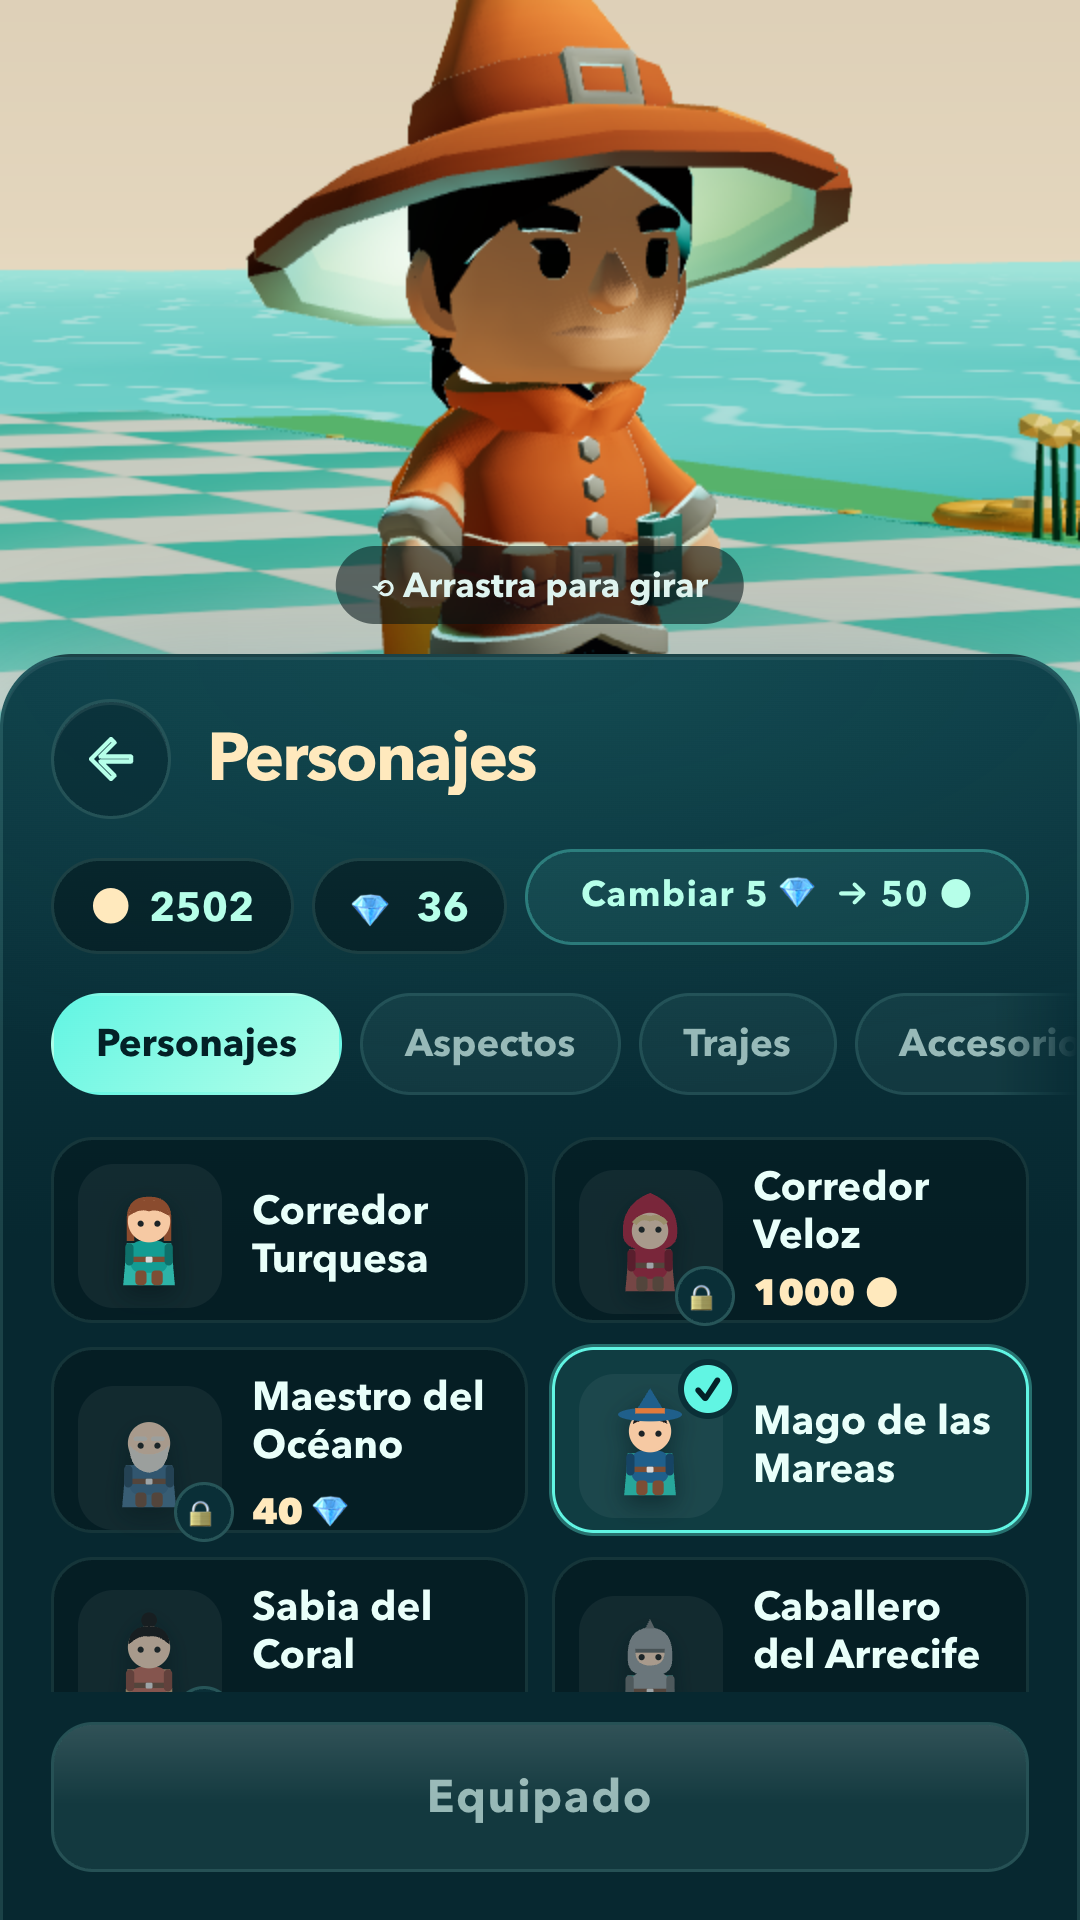 ⟲ Arrastra para girar
Personajes
2502
36
Cambiar 5 💎 → 50
Personajes
Aspectos
Trajes
Corredor
Turquesa
Corredor
Veloz
1000
Maestro del
Océano
40 💎
Mago de las
Mareas
Sabia del
Coral
Caballero
del Arrecife
Equipado